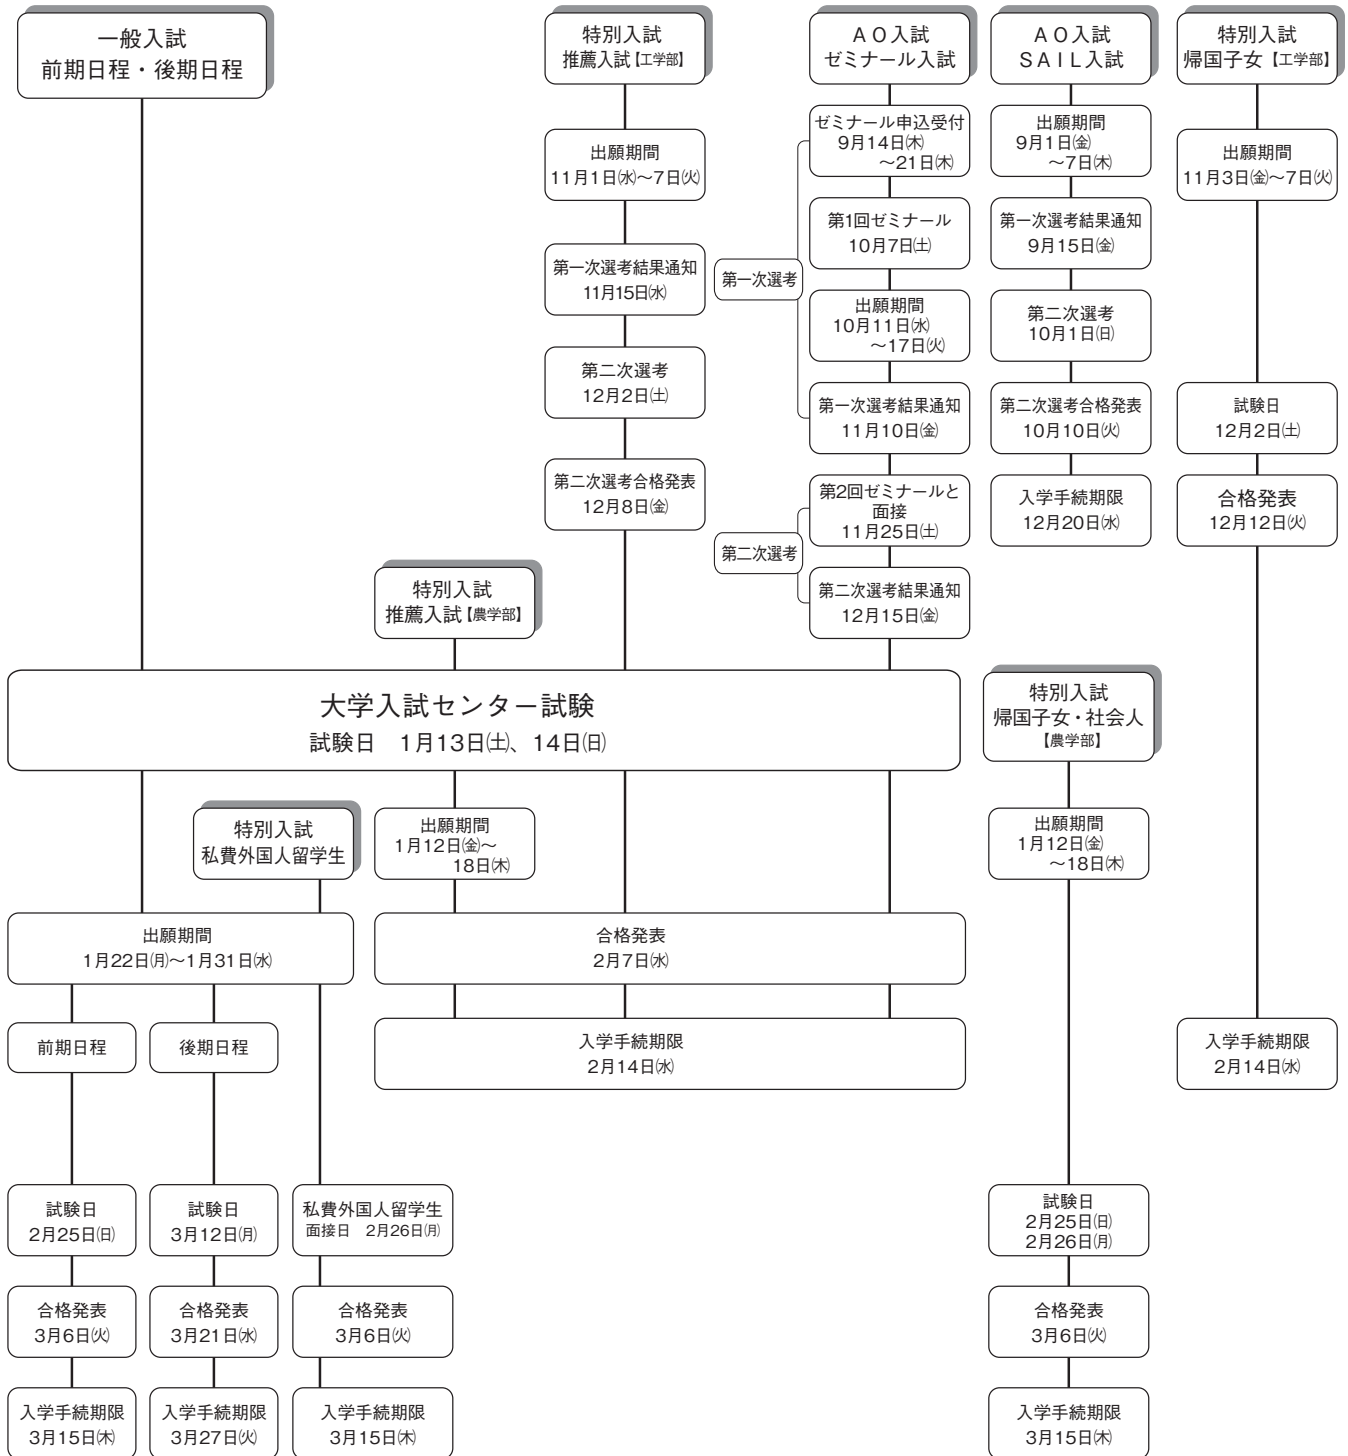 一般入試
前期日程・後期日程
特別入試
推薦入試【工学部】
出願期間
11月1日㈬～7日㈫
第一次選考結果通知
11月15日㈬
第二次選考
12月2日㈯
第二次選考合格発表
12月8日㈮
AO入試
ゼミナール入試
ゼミナール申込受付
9月14日㈭
～21日㈭
第1回ゼミナール
10月7日㈯
第一次選考
出願期間
10月11日㈬
～17日㈫
第一次選考結果通知
11月10日㈮
第2回ゼミナールと
面接
11月25日㈯
第二次選考
第二次選考結果通知
12月15日㈮
AO入試
SAIL入試
出願期間
9月1日㈮
～7日㈭
第一次選考結果通知
9月15日㈮
第二次選考
10月1日㈰
第二次選考合格発表
10月10日㈫
入学手続期限
12月20日㈬
特別入試
帰国子女【工学部】
出願期間
11月3日㈮～7日㈫
試験日
12月2日㈯
合格発表
12月12日㈫
特別入試
推薦入試【農学部】
大学入試センター試験
試験日　1月13日㈯、14日㈰
特別入試
帰国子女・社会人
【農学部】
特別入試
私費外国人留学生
出願期間
1月12日㈮～
18日㈭
出願期間
1月12日㈮
～18日㈭
出願期間
1月22日㈪～1月31日㈬
合格発表
2月7日㈬
前期日程
後期日程
入学手続期限
2月14日㈬
入学手続期限
2月14日㈬
試験日
2月25日㈰
試験日
3月12日㈪
私費外国人留学生
面接日　2月26日㈪
試験日
2月25日㈰
2月26日㈪
合格発表
3月6日㈫
合格発表
3月21日㈬
合格発表
3月6日㈫
合格発表
3月6日㈫
入学手続期限
3月15日㈭
入学手続期限
3月27日㈫
入学手続期限
3月15日㈭
入学手続期限
3月15日㈭